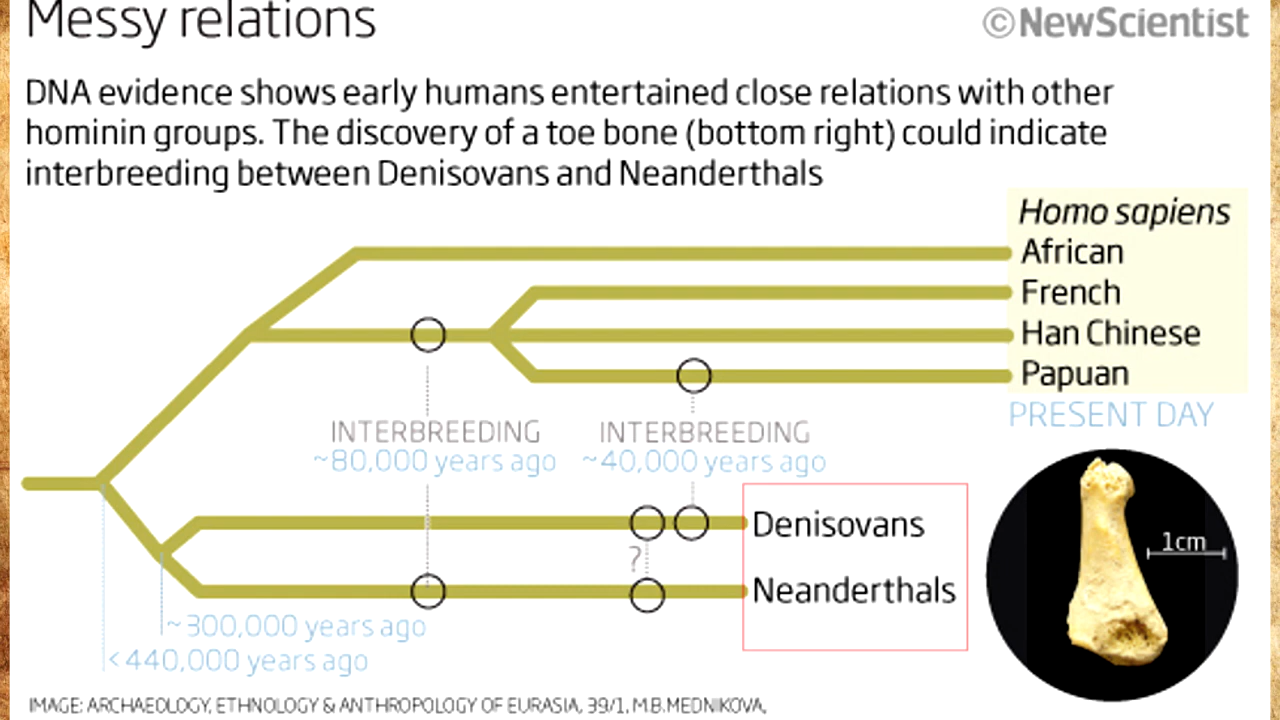 Messy relations
©NewScientist
DNA evidence shows early humans entertained close relations with other
hominin groups. The discovery of a toe bone (bottom right) could indicate
interbreeding between Denisovans and Neanderthals
Homo sapiens
African
French
Han Chinese
Papuan
PRESENT DAY
INTERBREEDING
~80,000 years ago
INTERBREEDING
~40,000 years ago
Denisovans
?
Neanderthals
1cm
~300,000 years ago
<440,000 years ago
IMAGE: ARCHAEOLOGY, ETHNOLOGY & ANTHROPOLOGY OF EURASIA, 39/1, M.B.MEDNIKOVA,